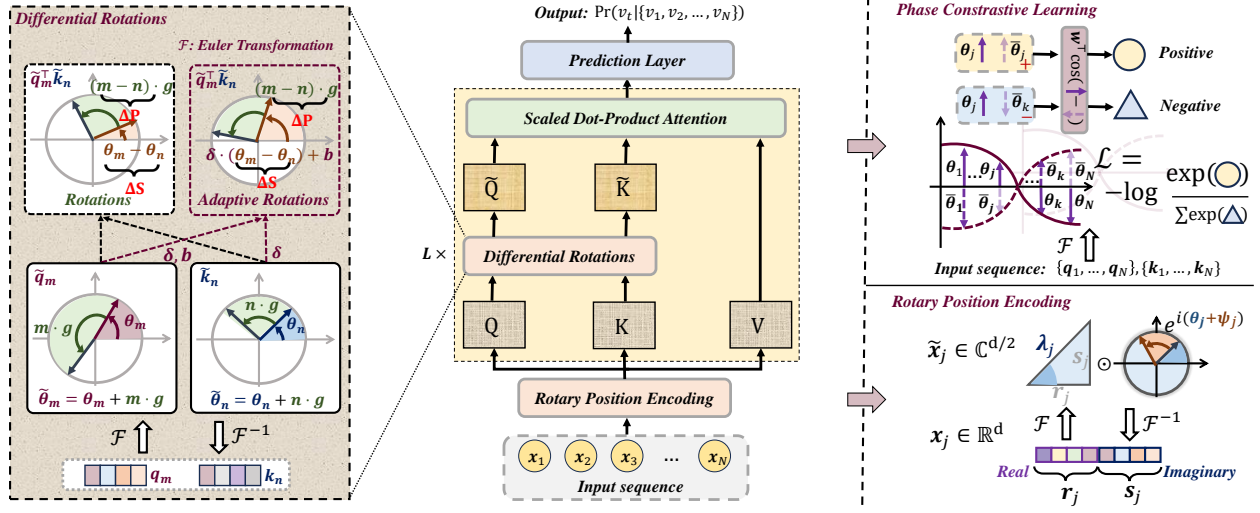 Differential Rotations
ℱ: Euler Transformation
q̃ₘᵀk̃ₙ
(m − n) · g
ΔP
θₘ − θₙ
ΔS
Rotations
q̃ₘᵀk̃ₙ
(m − n) · g
ΔP
δ · (θₘ − θₙ) + b
ΔS
Adaptive Rotations
δ, b
δ
q̃ₘ
m · g
θₘ
θ̃ₘ = θₘ + m · g
k̃ₙ
n · g
θₙ
θ̃ₙ = θₙ + n · g
ℱ
ℱ⁻¹
qₘ
kₙ
Output: Pr(vₜ|{v₁, v₂, …, v_N})
Prediction Layer
Scaled Dot-Product Attention
Q̃
K̃
L ×
Differential Rotations
Q
K
V
Rotary Position Encoding
x₁
x₂
x₃
…
x_N
Input sequence
Phase Constrastive Learning
θⱼ
θ̄ⱼ
+
θⱼ
θ̄ₖ
−
wᵀcos( − )
Positive
Negative
θ₁
…
θⱼ
θ̄ₖ
…
θ̄_N
θ̄₁
…
θ̄ⱼ
θₖ
θ_N
ℒ =
−log exp( ) / Σexp( )
ℱ
Input sequence: {q₁, …, q_N},{k₁, …, k_N}
Rotary Position Encoding
x̃ⱼ ∈ ℂ^{d/2}
λⱼ
sⱼ
rⱼ
⊙
e^{i(θⱼ+ψⱼ)}
ℱ
ℱ⁻¹
xⱼ ∈ ℝ^d
Real
Imaginary
rⱼ
sⱼ